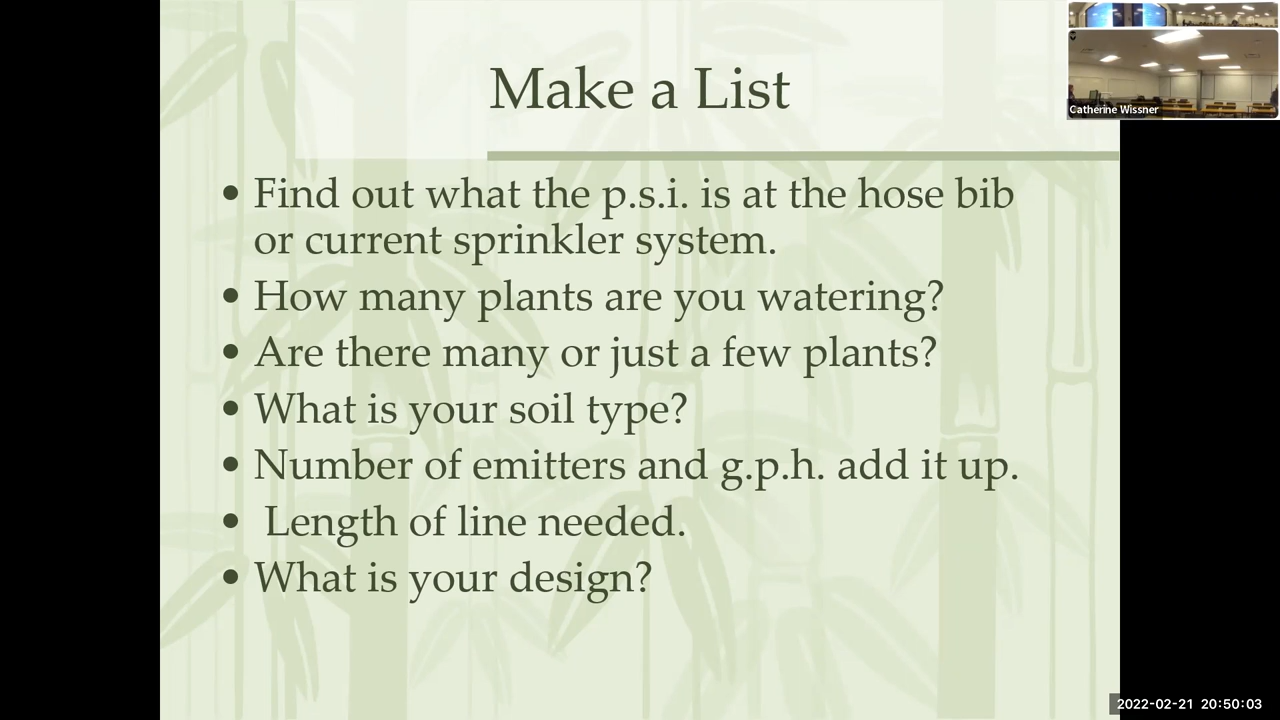 Make a List
Catherine Wissner
• Find out what the p.s.i. is at the hose bib
or current sprinkler system.
• How many plants are you watering?
• Are there many or just a few plants?
• What is your soil type?
• Number of emitters and g.p.h. add it up.
• Length of line needed.
• What is your design?
2022-02-21 20:50:03